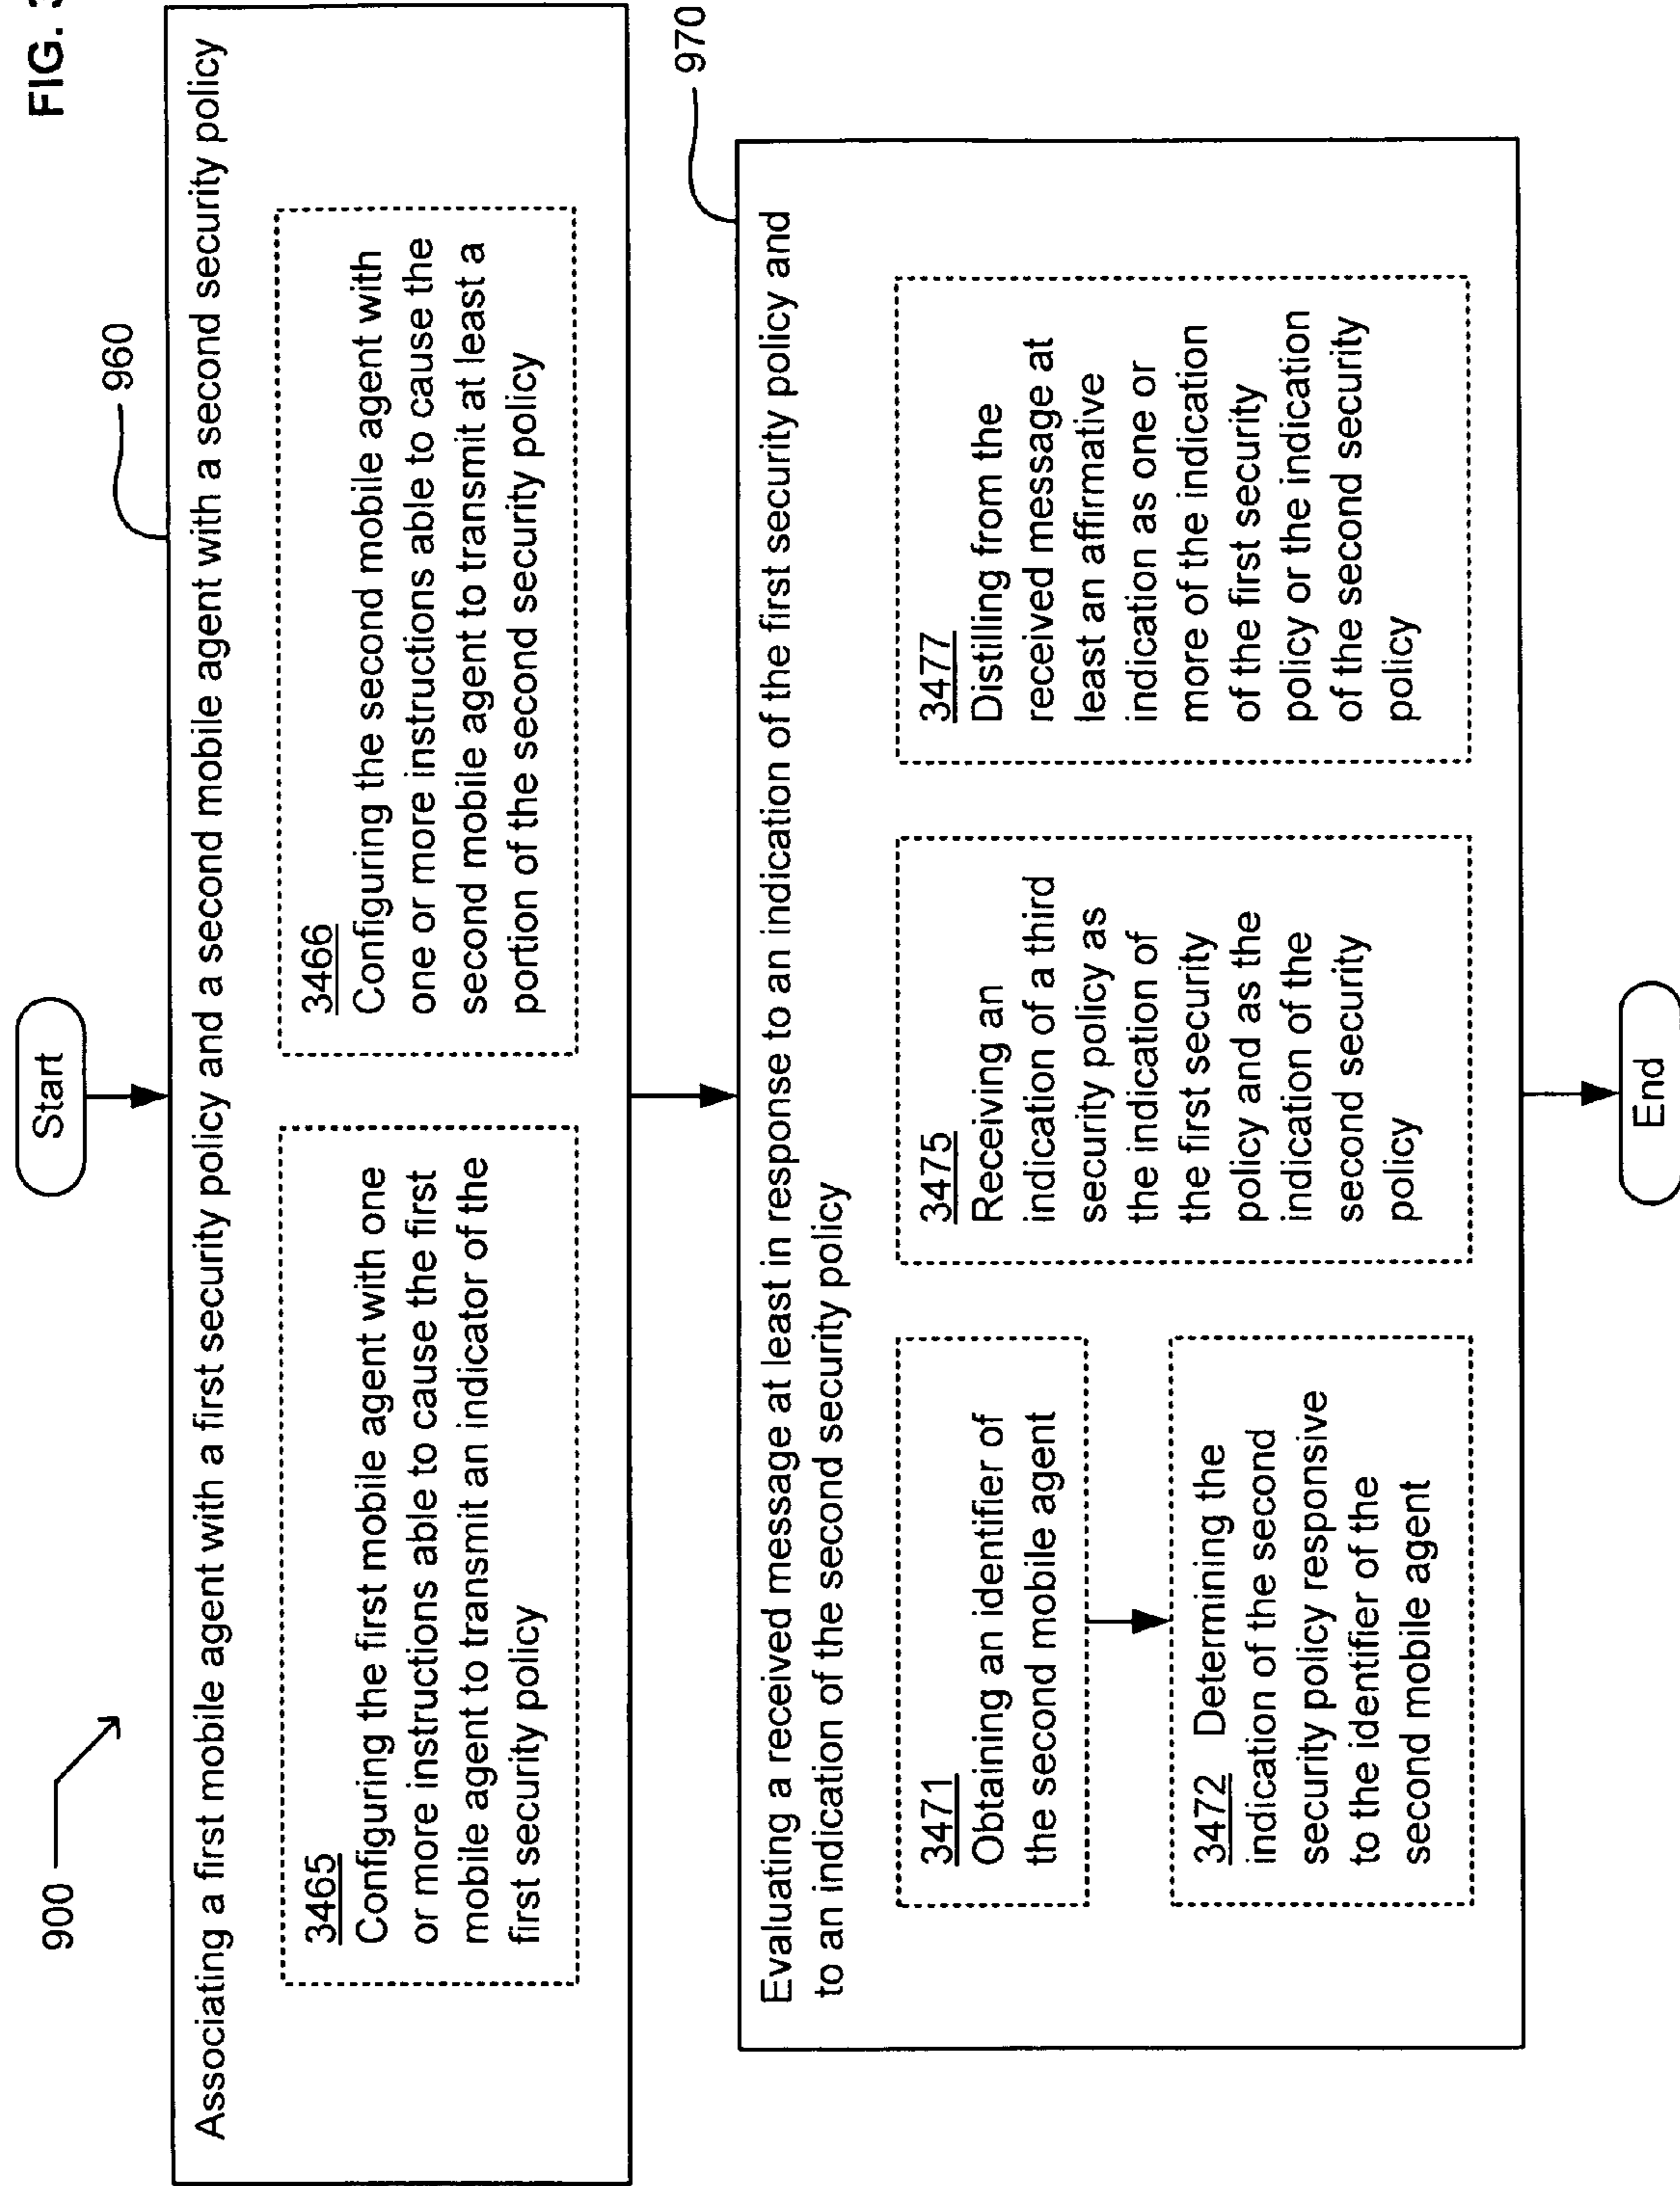 FIG. 3
900
Start
960
Associating a first mobile agent with a first security policy and a second mobile agent with a second security policy
3465
Configuring the first mobile agent with one
or more instructions able to cause the first
mobile agent to transmit an indicator of the
first security policy
3466
Configuring the second mobile agent with
one or more instructions able to cause the
second mobile agent to transmit at least a
portion of the second security policy
970
Evaluating a received message at least in response to an indication of the first security policy and
to an indication of the second security policy
3471
Obtaining an identifier of
the second mobile agent
3472 Determining the
indication of the second
security policy responsive
to the identifier of the
second mobile agent
3475
Receiving an
indication of a third
security policy as
the indication of
the first security
policy and as the
indication of the
second security
policy
3477
Distilling from the
received message at
least an affirmative
indication as one or
more of the indication
of the first security
policy or the indication
of the second security
policy
End